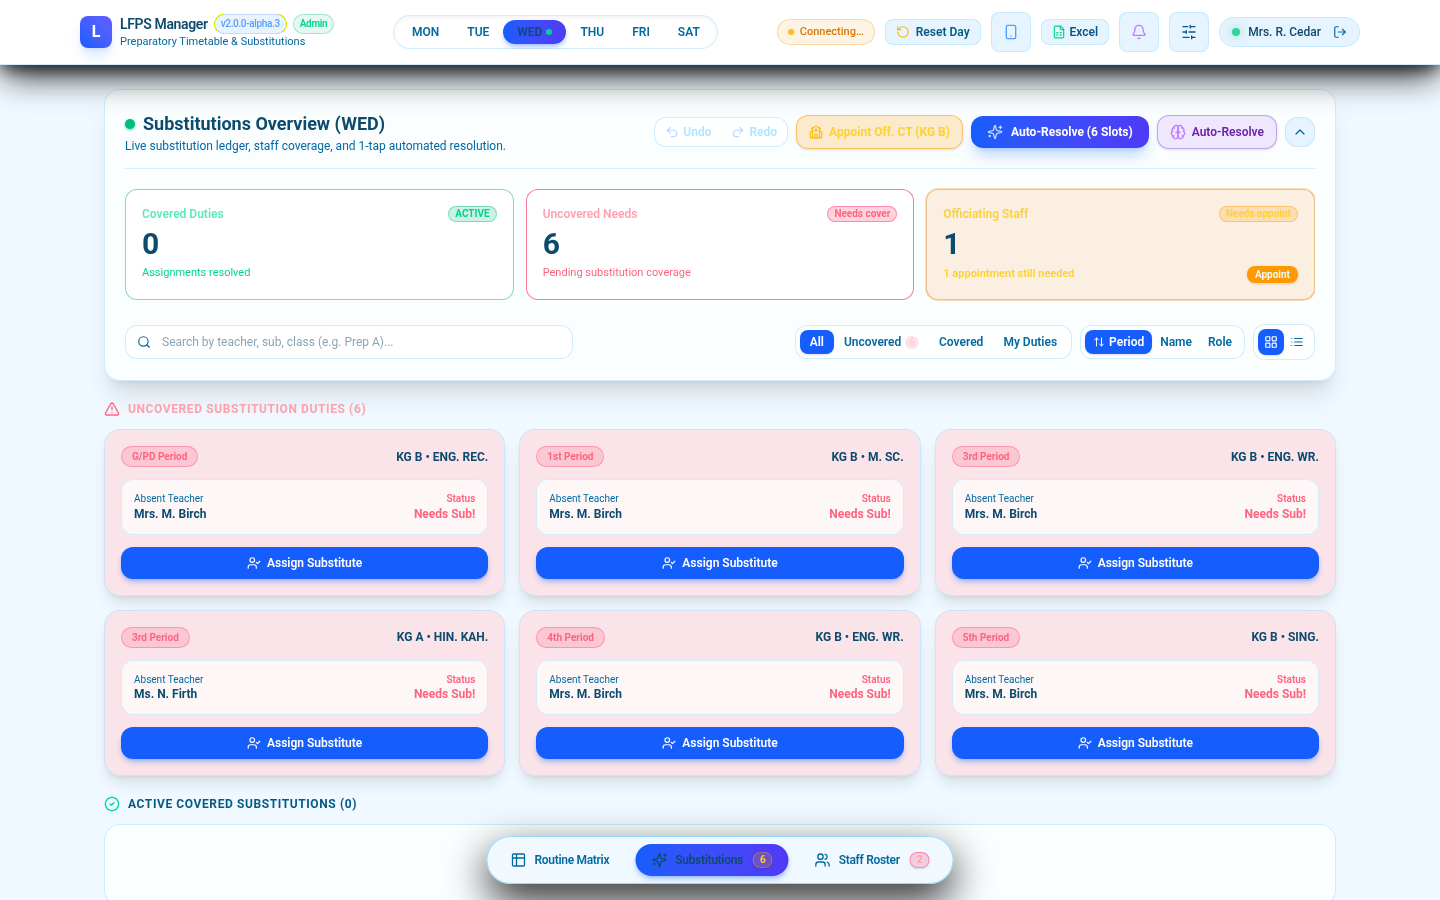 L
LFPS Manager v2.0.0-alpha.3 Admin
Preparatory Timetable & Substitutions
MON TUE WED THU FRI SAT
Connecting... Reset Day Excel Mrs. R. Cedar
Substitutions Overview (WED)
Live substitution ledger, staff coverage, and 1-tap automated resolution.
Undo Redo Appoint Off. CT (KG B) Auto-Resolve (6 Slots) Auto-Resolve
Covered Duties ACTIVE
0
Assignments resolved
Uncovered Needs Needs cover
6
Pending substitution coverage
Officiating Staff Needs appoint
1
1 appointment still needed Appoint
Search by teacher, sub, class (e.g. Prep A)...
All Uncovered 6 Covered My Duties Period Name Role
UNCOVERED SUBSTITUTION DUTIES (6)
G/PD Period KG B • ENG. REC.
Absent Teacher Status
Mrs. M. Birch Needs Sub!
Assign Substitute
1st Period KG B • M. SC.
Absent Teacher Status
Mrs. M. Birch Needs Sub!
Assign Substitute
3rd Period KG B • ENG. WR.
Absent Teacher Status
Mrs. M. Birch Needs Sub!
Assign Substitute
3rd Period KG A • HIN. KAH.
Absent Teacher Status
Ms. N. Firth Needs Sub!
Assign Substitute
4th Period KG B • ENG. WR.
Absent Teacher Status
Mrs. M. Birch Needs Sub!
Assign Substitute
5th Period KG B • SING.
Absent Teacher Status
Mrs. M. Birch Needs Sub!
Assign Substitute
ACTIVE COVERED SUBSTITUTIONS (0)
Routine Matrix Substitutions 6 Staff Roster 2